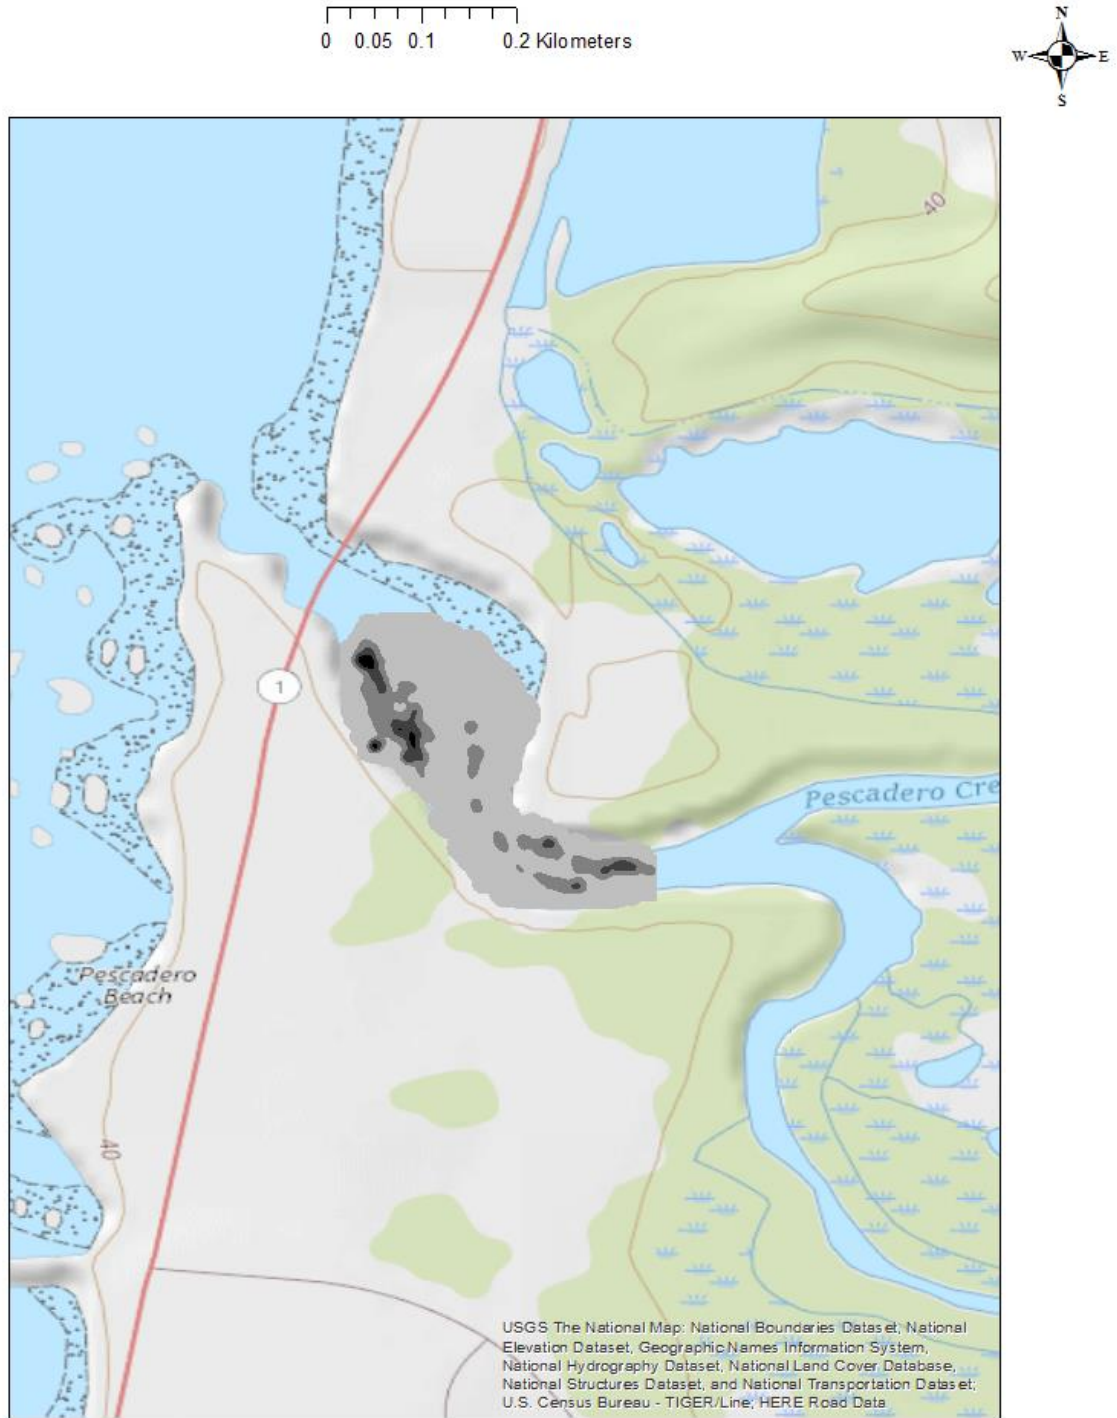 0 0.05 0.1 0.2 Kilometers
N
W E
S
40
1
Pescadero Cre
Pescadero
Beach
40
USGS The National Map: National Boundaries Dataset, National
Elevation Dataset, Geographic Names Information System,
National Hydrography Dataset, National Land Cover Database,
National Structures Dataset, and National Transportation Dataset;
U.S. Census Bureau - TIGER/Line; HERE Road Data